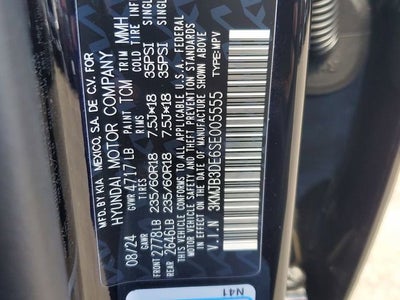 MFD. BY KIA MEXICO, S.A. DE C.V. FOR
HYUNDAI MOTOR COMPANY
08/24 GVWR 4717LB TCM TRIM MMH
GAWR TIRES RIMS COLD TIRE INF
FRONT 2778LB 235/60R18 7.5J×18 35PSI SINGL
REAR 2646LB 235/60R18 7.5J×18 35PSI SINGL
THIS VEHICLE CONFORMS TO ALL APPLICABLE U.S.A. FEDERAL
MOTOR VEHICLE SAFETY AND THEFT PREVENTION STANDARDS
IN EFFECT ON THE DATE OF MANUFACTURE SHOWN ABOVE
V.I.N 3KMJB3DE6SE005555 TYPE:MPV
N41